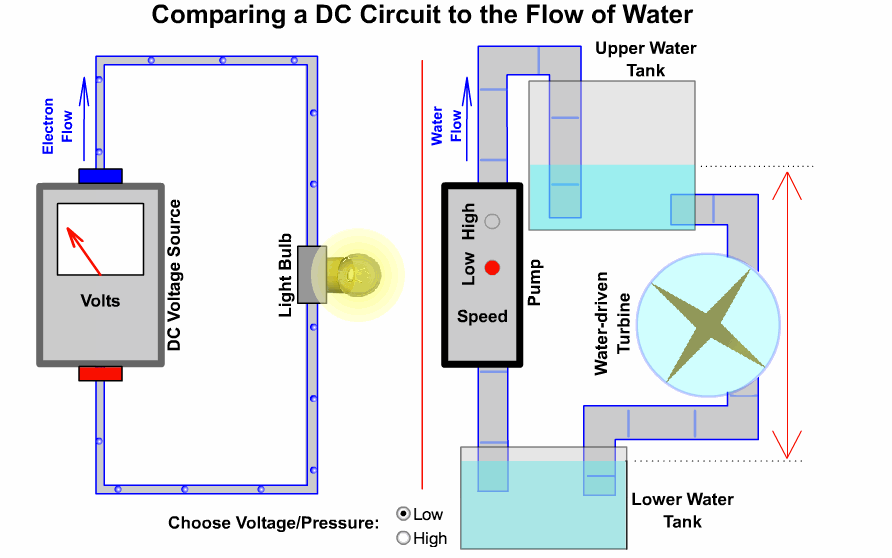 Comparing a DC Circuit to the Flow of Water
Electron
Flow
Volts
DC Voltage Source
Light Bulb
Water
Flow
Upper Water
Tank
High
Low
Speed
Pump
Water-driven
Turbine
Lower Water
Tank
Choose Voltage/Pressure:
Low
High